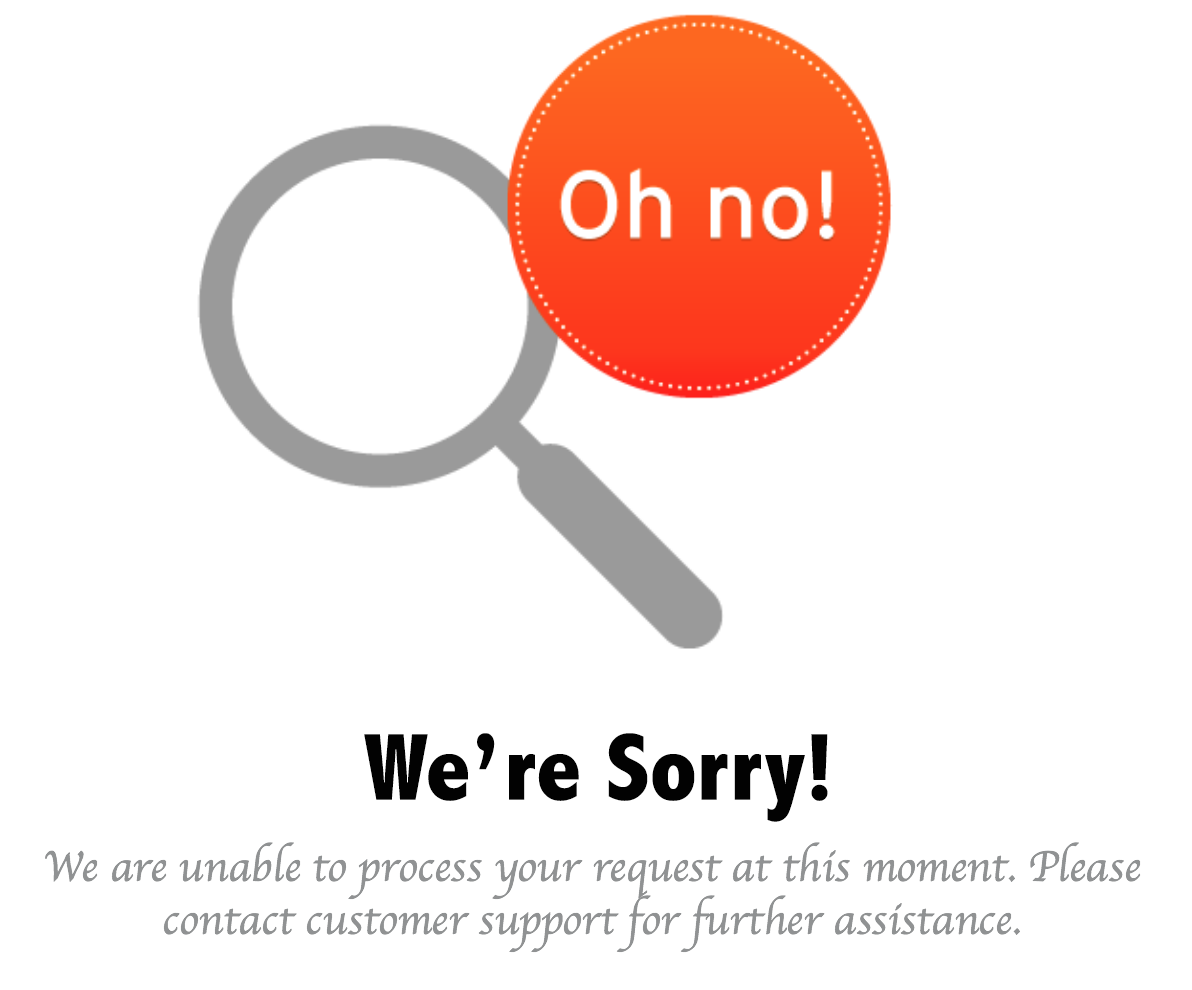 Oh no!
We're Sorry!
We are unable to process your request at this moment. Please
contact customer support for further assistance.